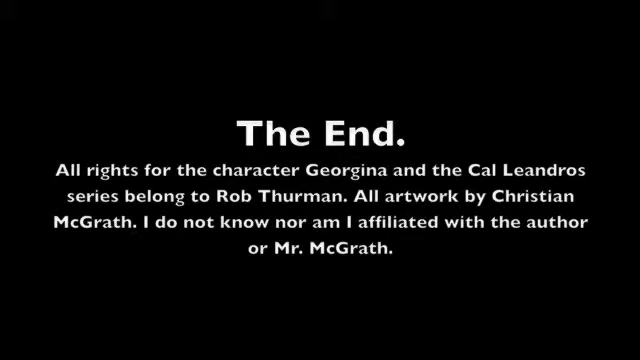 The End.
All rights for the character Georgina and the Cal Leandros
series belong to Rob Thurman. All artwork by Christian
McGrath. I do not know nor am I affiliated with the author
or Mr. McGrath.